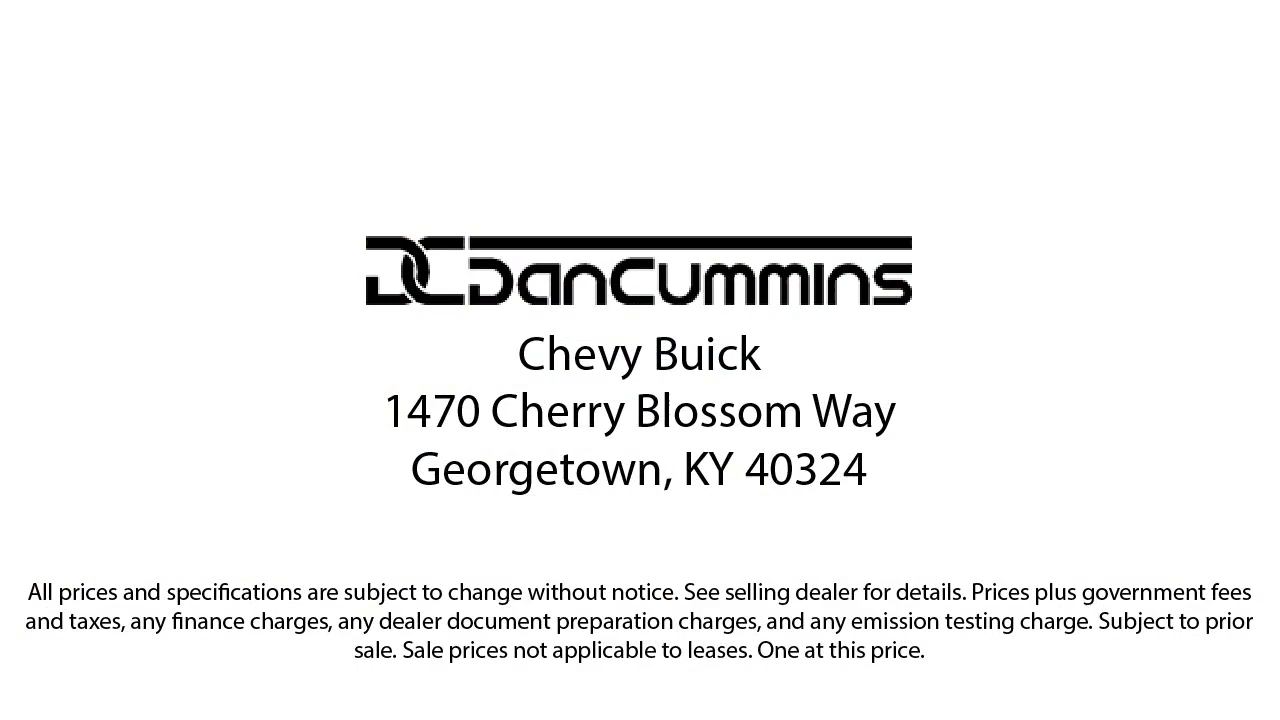 DC DanCummins
Chevy Buick
1470 Cherry Blossom Way
Georgetown, KY 40324
All prices and specifications are subject to change without notice. See selling dealer for details. Prices plus government fees
and taxes, any finance charges, any dealer document preparation charges, and any emission testing charge. Subject to prior
sale. Sale prices not applicable to leases. One at this price.